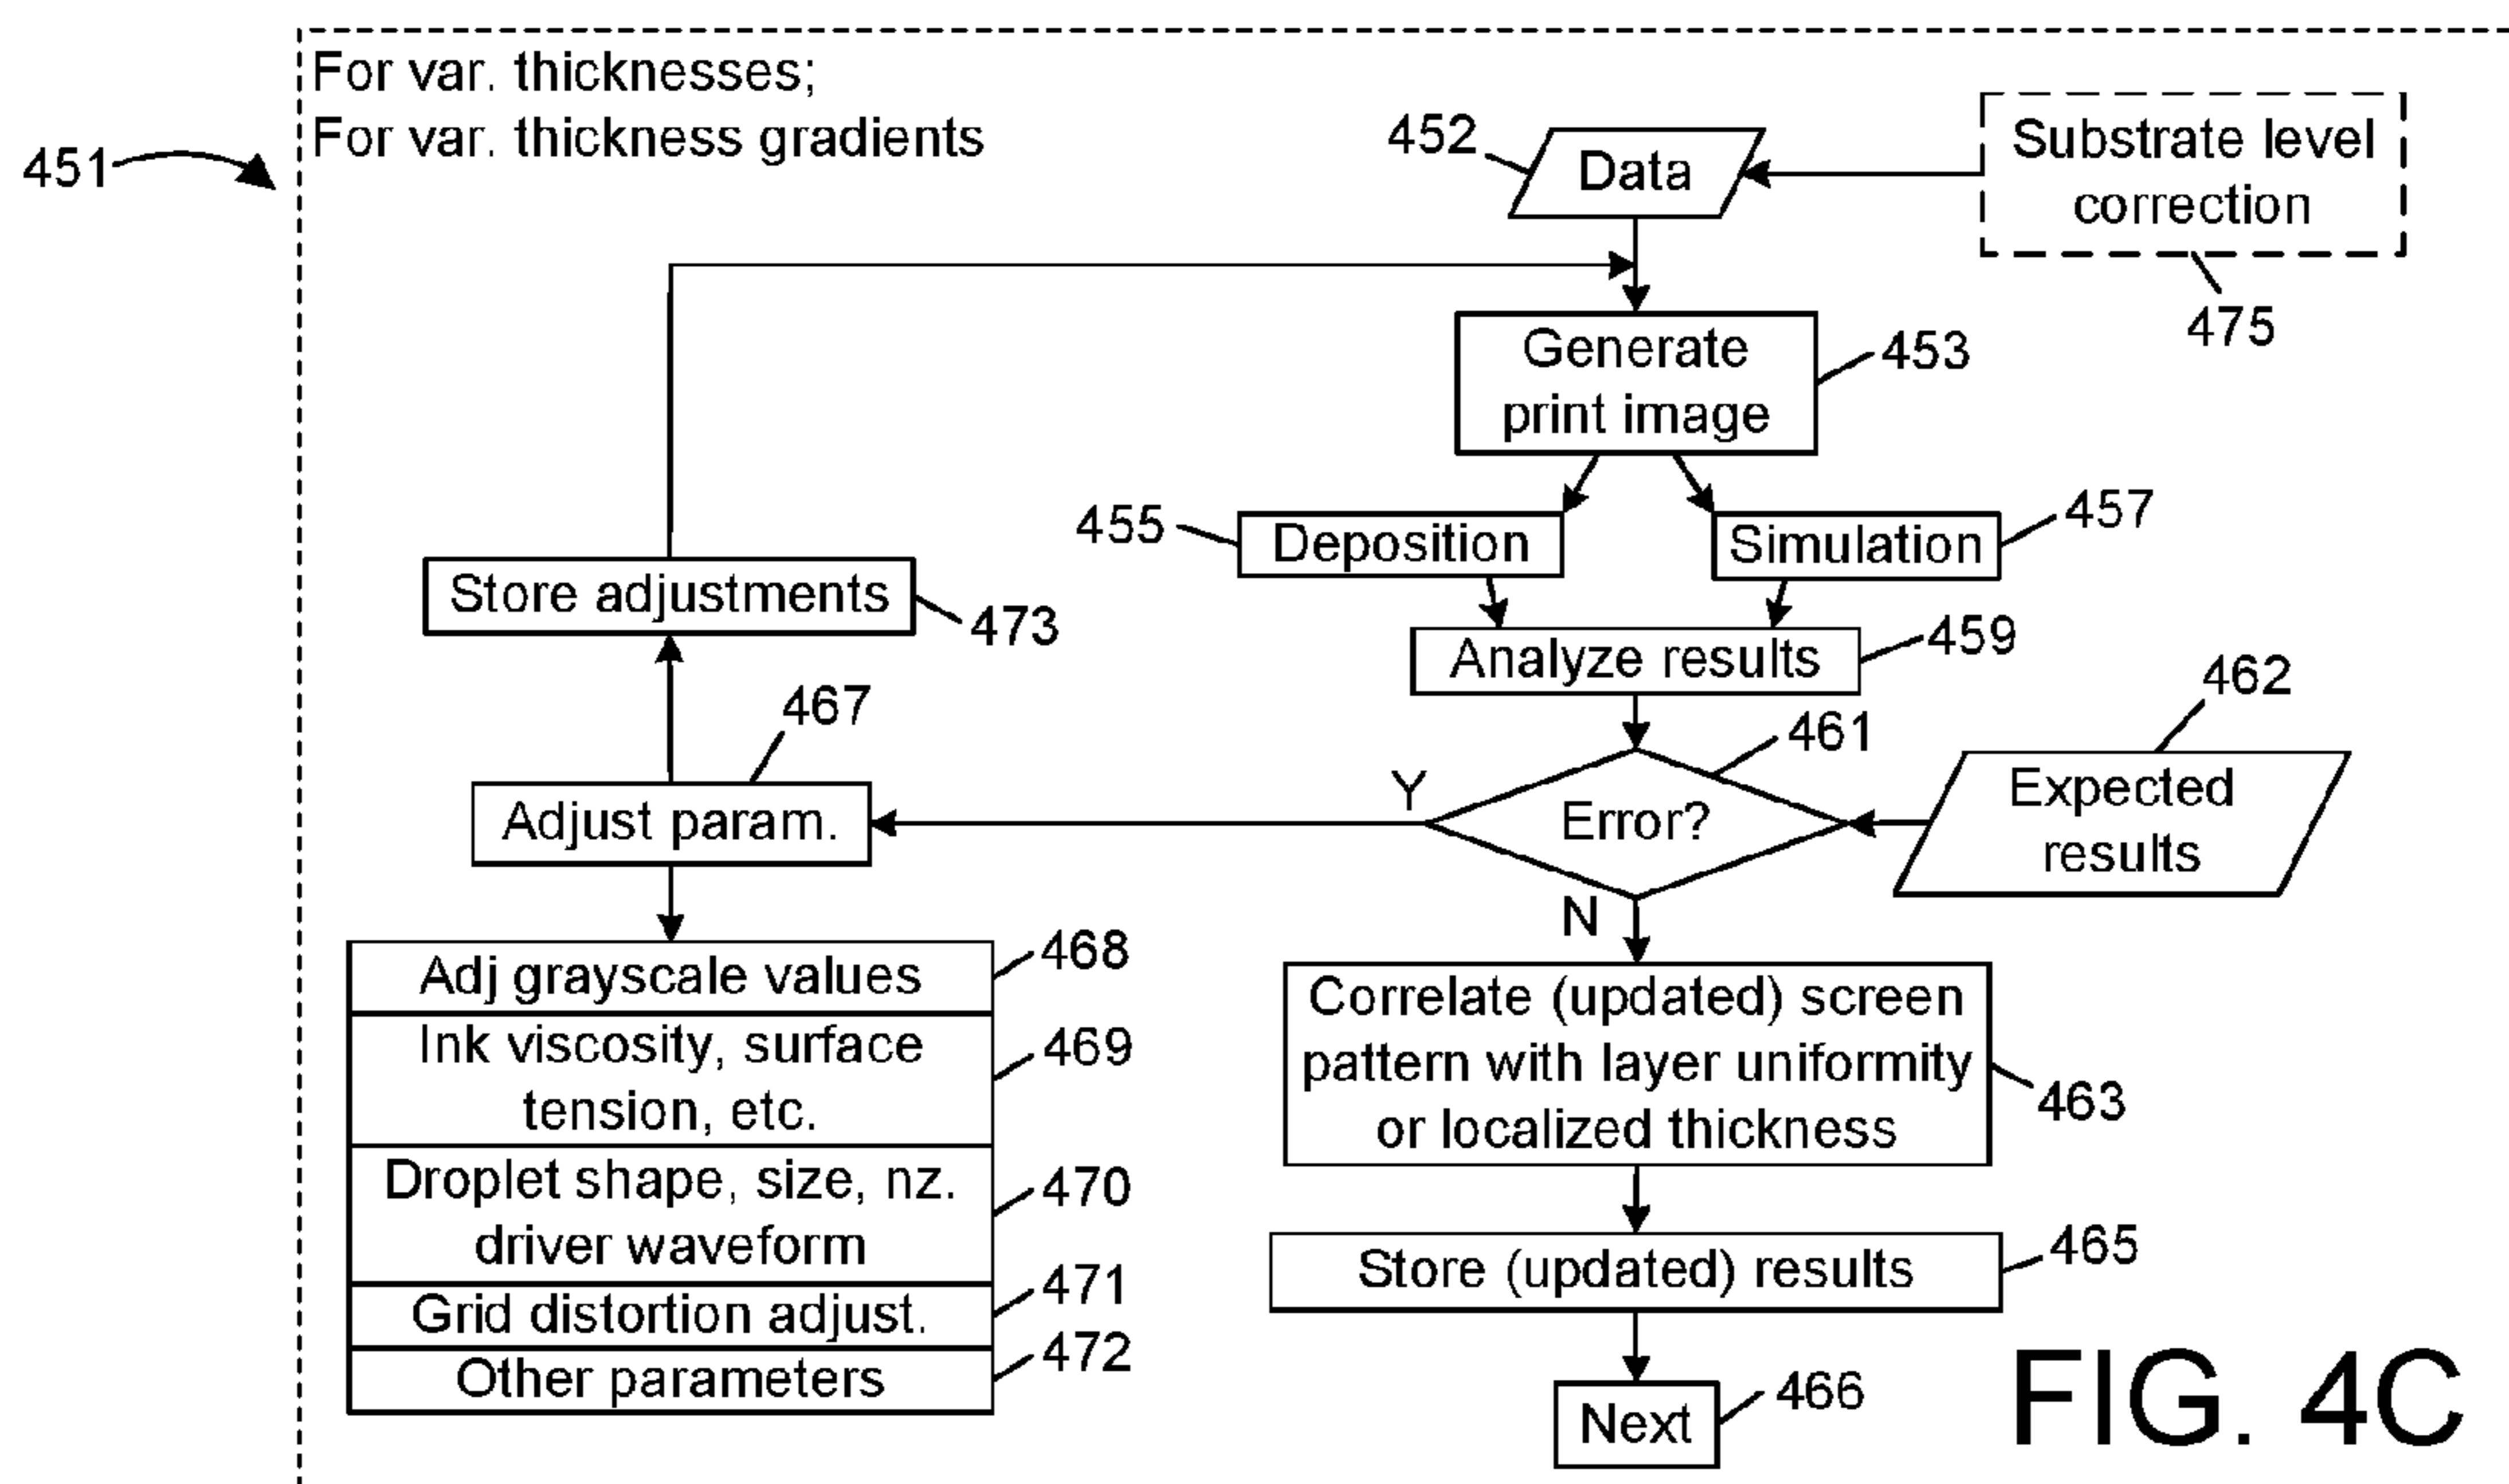 For var. thicknesses;
For var. thickness gradients
451
452
Data
Substrate level
correction
475
Generate
print image
453
455
Deposition
Simulation
457
Store adjustments
473
Analyze results
459
467
461
462
Adjust param.
Y
Error?
Expected
results
N
Adj grayscale values
468
Ink viscosity, surface
tension, etc.
469
Droplet shape, size, nz.
driver waveform
470
Grid distortion adjust.
471
Other parameters
472
Correlate (updated) screen
pattern with layer uniformity
or localized thickness
463
Store (updated) results
465
Next
466
FIG. 4C